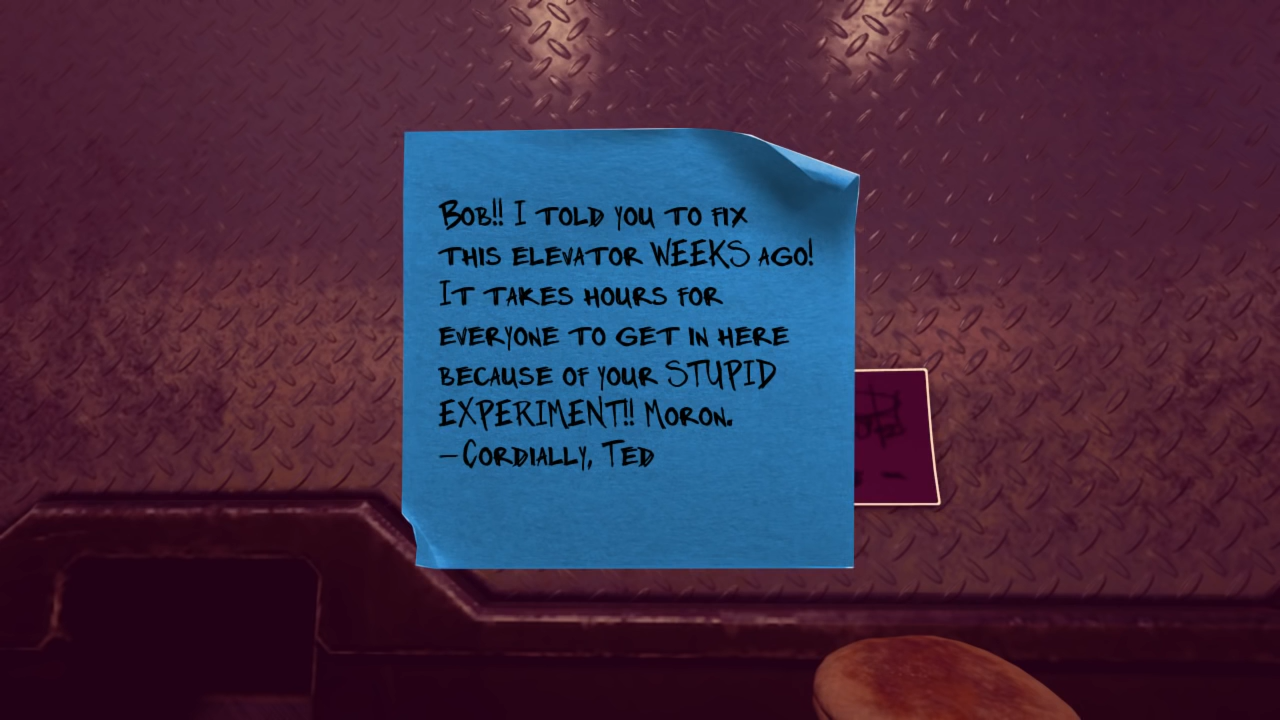 Bob!! I told you to fix
this elevator WEEKS ago!
It takes hours for
everyone to get in here
because of your STUPID
EXPERIMENT!! Moron.
–Cordially, Ted